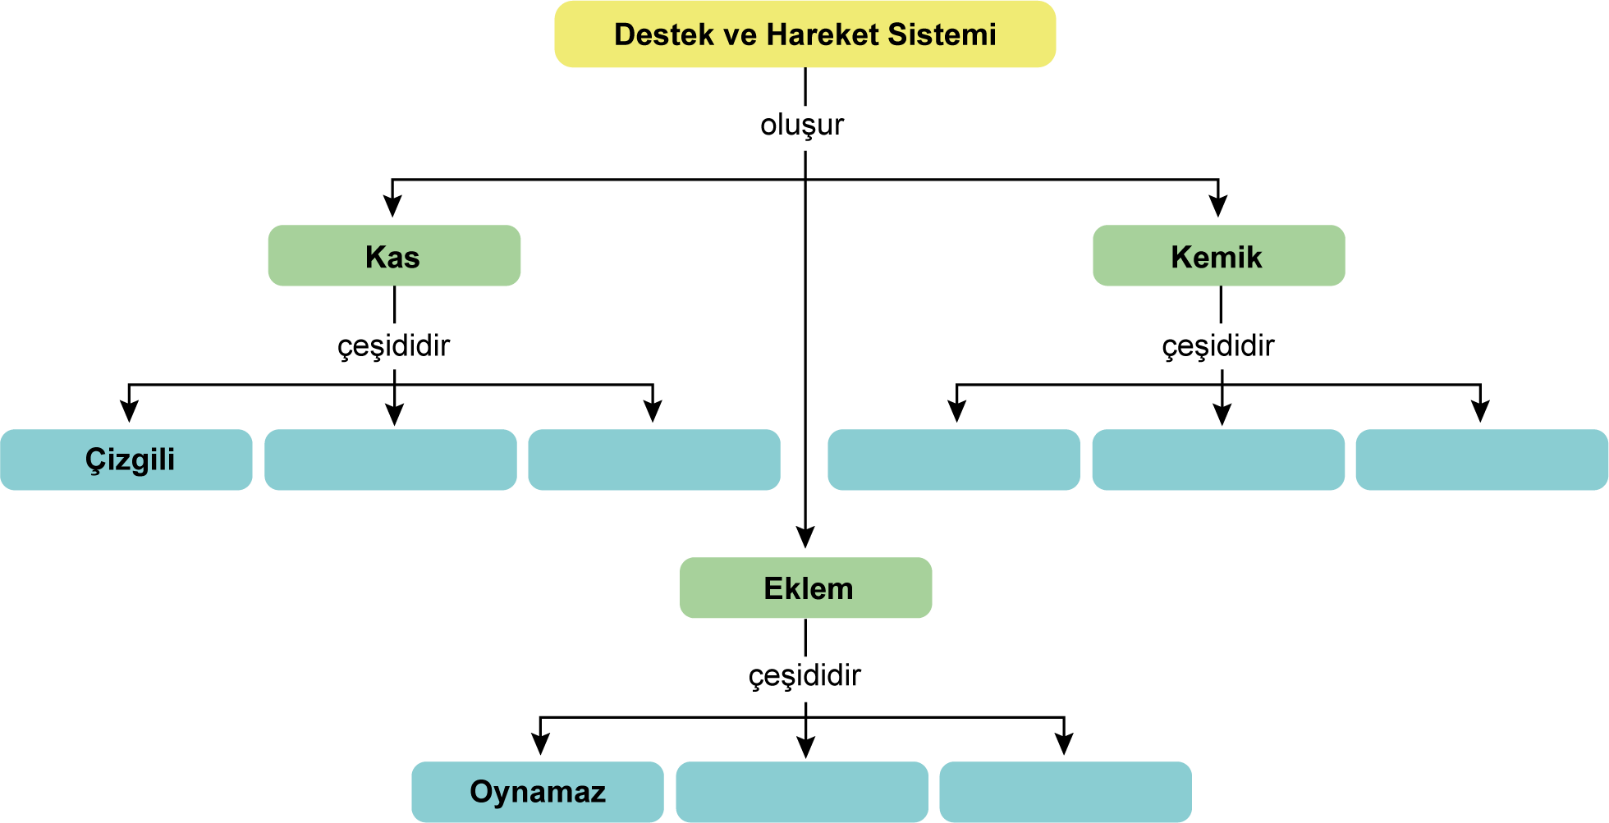 Destek ve Hareket Sistemi
oluşur
Kas
Kemik
çeşididir
çeşididir
Çizgili
Eklem
çeşididir
Oynamaz